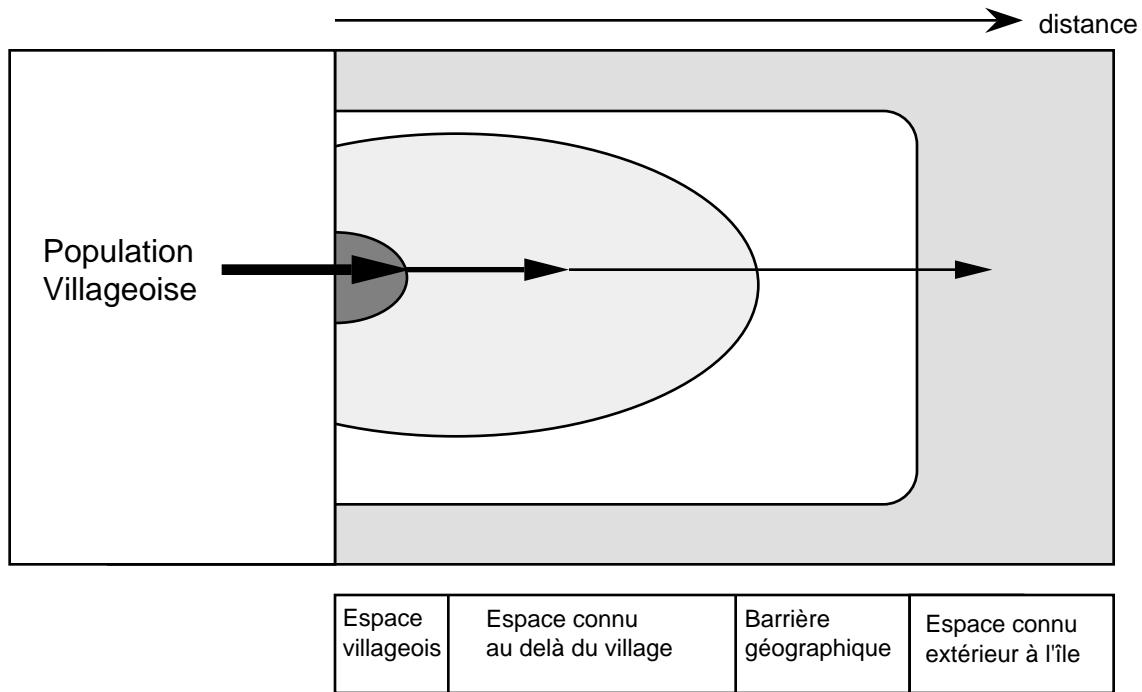 distance
Population
Villageoise
Espace
villageois
Espace connu
au delà du village
Barrière
géographique
Espace connu
extérieur à l'île